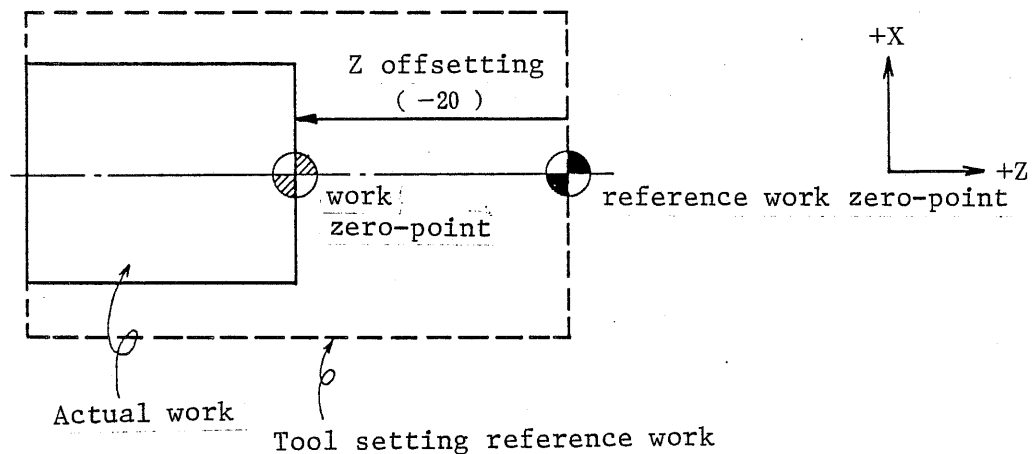 +X
Z offsetting
( -20 )
+Z
work
zero-point
reference work zero-point
Actual work
Tool setting reference work